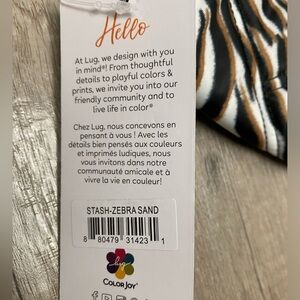 Hello
At Lug, we design with you
in mind®! From thoughtful
details to playful colors &
prints, we invite you into our
friendly community and to
live life in color®
Chez Lug, nous concevons en
pensant à vous ! Avec les
détails bien pensés aux couleurs
et imprimés ludiques, nous
vous invitons dans notre
communauté amicale et à
vivre la vie en couleur!
STASH-ZEBRA SAND
8 80479 31423 1
lug
COLORJOY®